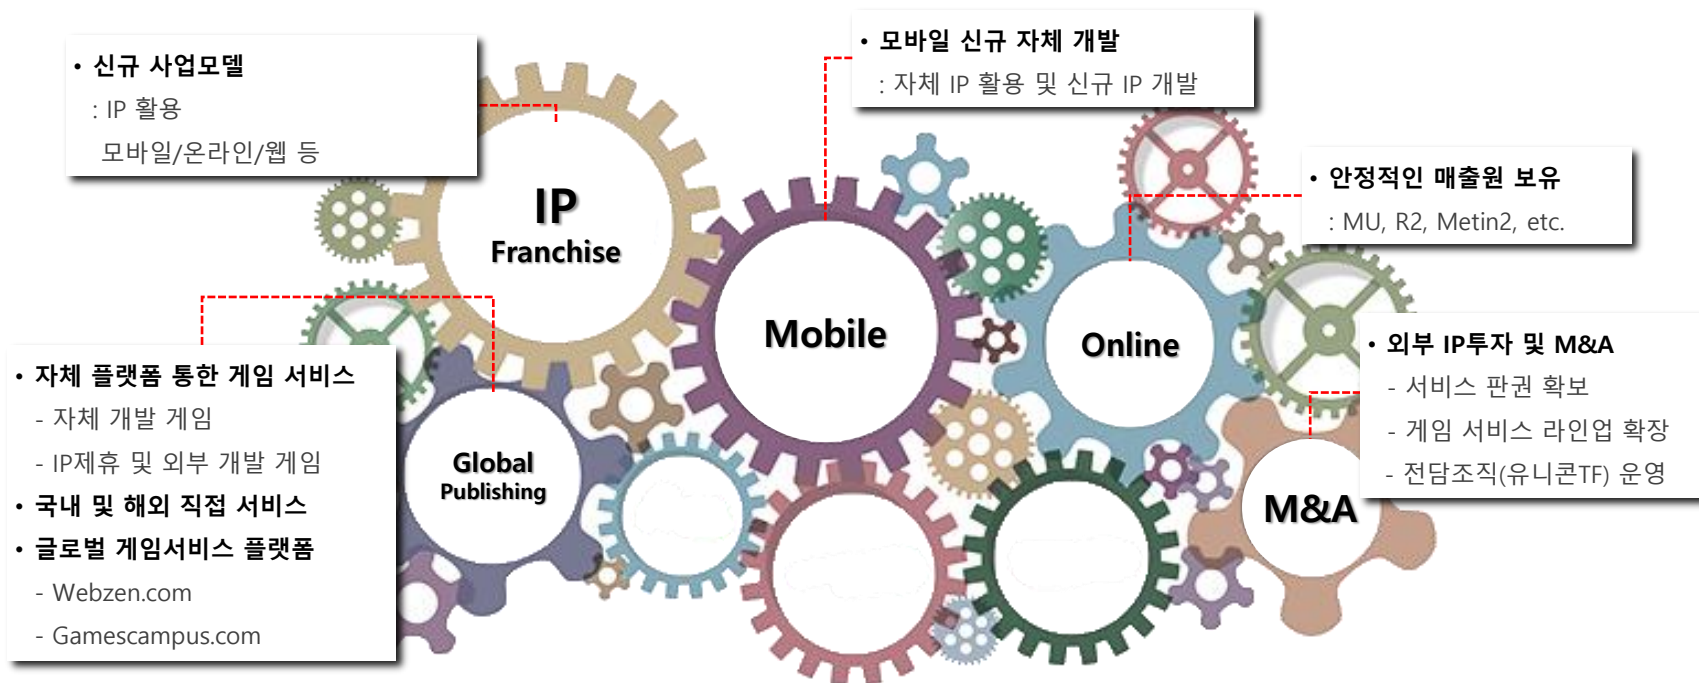 • 신규 사업모델
: IP 활용
모바일/온라인/웹 등
• 모바일 신규 자체 개발
: 자체 IP 활용 및 신규 IP 개발
• 안정적인 매출원 보유
: MU, R2, Metin2, etc.
IP
Franchise
Mobile
Online
• 자체 플랫폼 통한 게임 서비스
- 자체 개발 게임
- IP제휴 및 외부 개발 게임
• 국내 및 해외 직접 서비스
• 글로벌 게임서비스 플랫폼
- Webzen.com
- Gamescampus.com
Global
Publishing
• 외부 IP투자 및 M&A
- 서비스 판권 확보
- 게임 서비스 라인업 확장
- 전담조직(유니콘TF) 운영
M&A